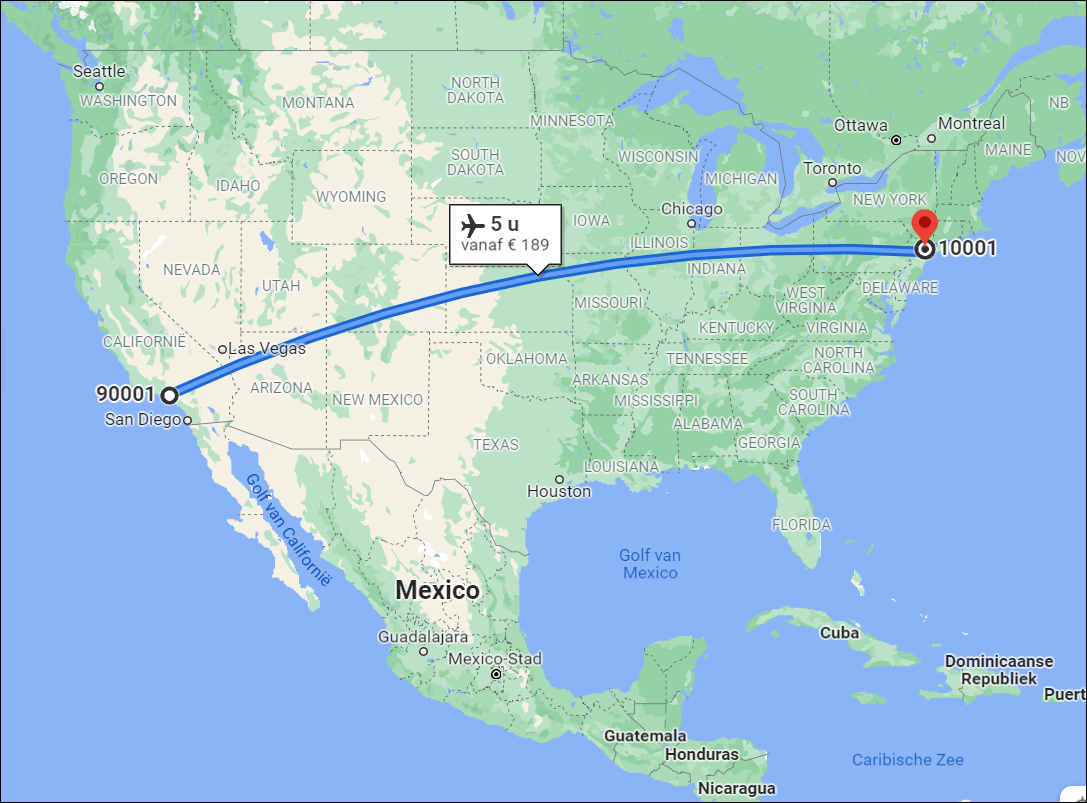 Seattle
WASHINGTON
MONTANA
NORTH
DAKOTA
MINNESOTA
Ottawa
Montreal
NB
MAINE
NOV
OREGON
IDAHO
WYOMING
SOUTH
DAKOTA
WISCONSIN
MICHIGAN
Toronto
NEW YORK
Chicago
IOWA
ILLINOIS
5 u
vanaf € 189
10001
NEVADA
UTAH
INDIANA
DELAWARE
WEST
VIRGINIA
MISSOURI
KENTUCKY
VIRGINIA
CALIFORNIË
Las Vegas
OKLAHOMA
TENNESSEE
NORTH
CAROLINA
90001
ARIZONA
NEW MEXICO
ARKANSAS
MISSISSIPPI
SOUTH
CAROLINA
San Diego
ALABAMA
GEORGIA
TEXAS
LOUISIANA
Houston
Golf van Californië
FLORIDA
Golf van
Mexico
Mexico
Guadalajara
Mexico-Stad
Cuba
Dominicaanse
Republiek
Puert
Guatemala
Honduras
Caribische Zee
Nicaragua